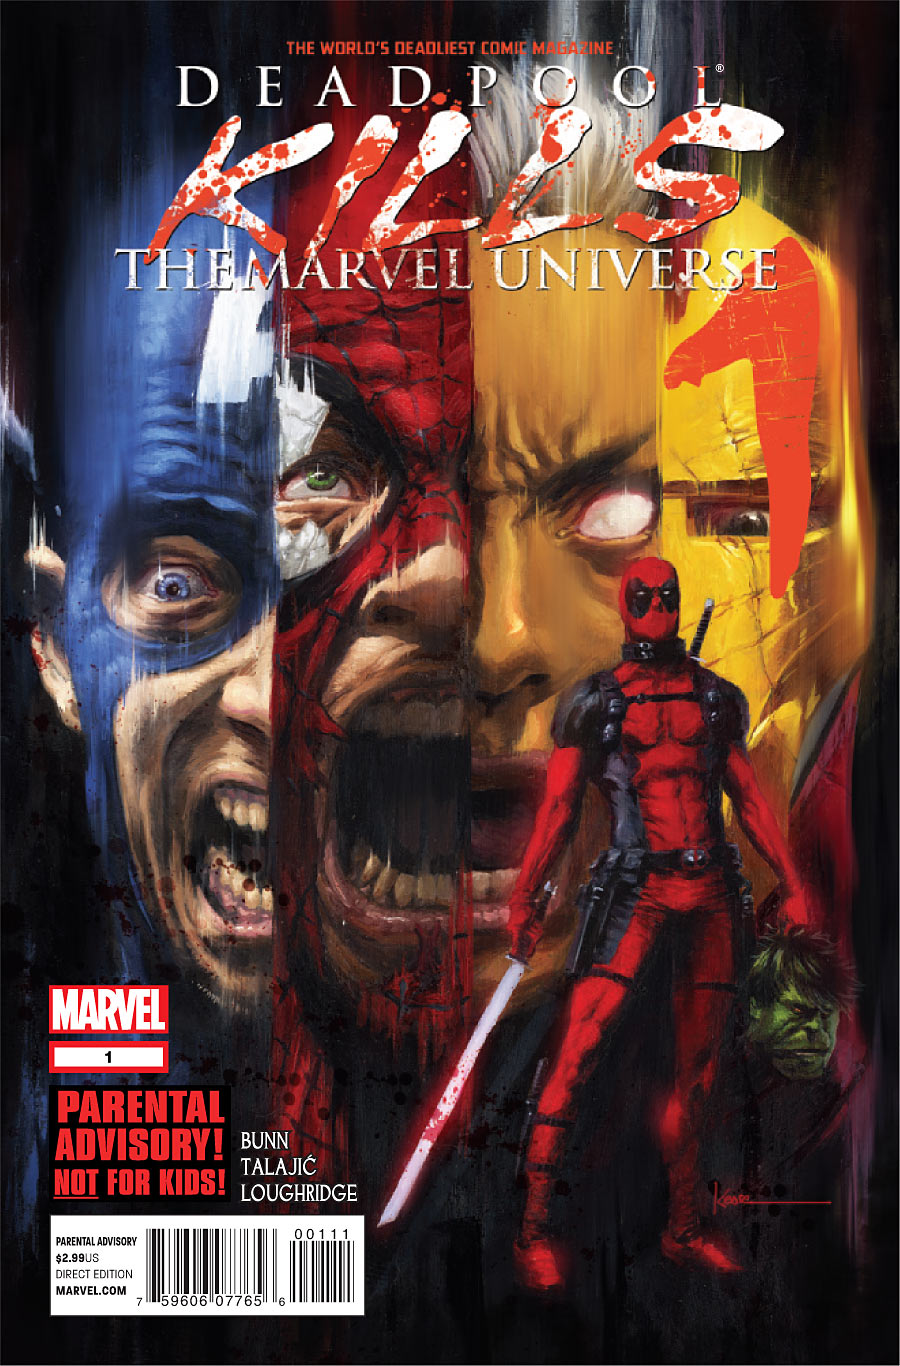 THE WORLD'S DEADLIEST COMIC MAGAZINE
DEADPOOL®
KILLS
THE MARVEL UNIVERSE
1
MARVEL
1
PARENTAL
ADVISORY!
NOT FOR KIDS!
BUNN
TALAJIĆ
LOUGHRIDGE
PARENTAL ADVISORY
$2.99US
DIRECT EDITION
MARVEL.COM
00111
7 59606 07765 6